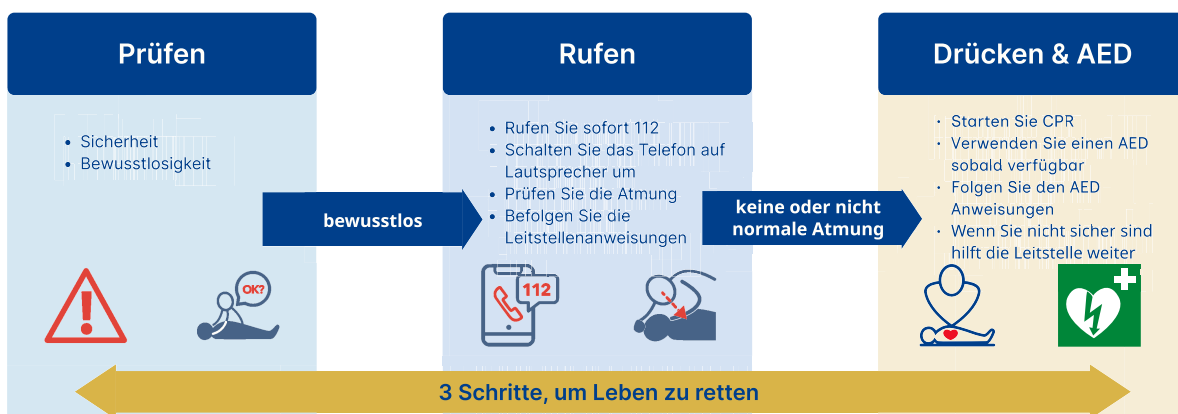 Prüfen
• Sicherheit
• Bewusstlosigkeit
OK?
bewusstlos
Rufen
• Rufen Sie sofort 112
• Schalten Sie das Telefon auf
Lautsprecher um
• Prüfen Sie die Atmung
• Befolgen Sie die
Leitstellenanweisungen
112
keine oder nicht
normale Atmung
Drücken & AED
• Starten Sie CPR
• Verwenden Sie einen AED
sobald verfügbar
• Folgen Sie den AED
Anweisungen
• Wenn Sie nicht sicher sind
hilft die Leitstelle weiter
3 Schritte, um Leben zu retten